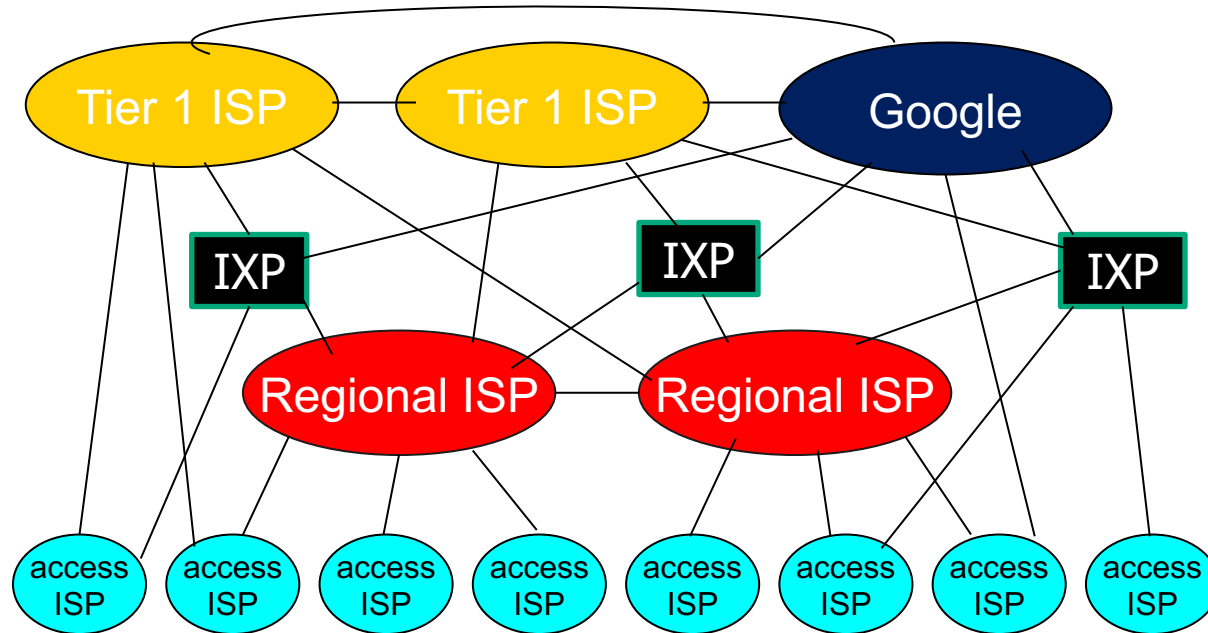 Tier 1 ISP
Tier 1 ISP
Google
IXP
IXP
IXP
Regional ISP
Regional ISP
access
ISP
access
ISP
access
ISP
access
ISP
access
ISP
access
ISP
access
ISP
access
ISP